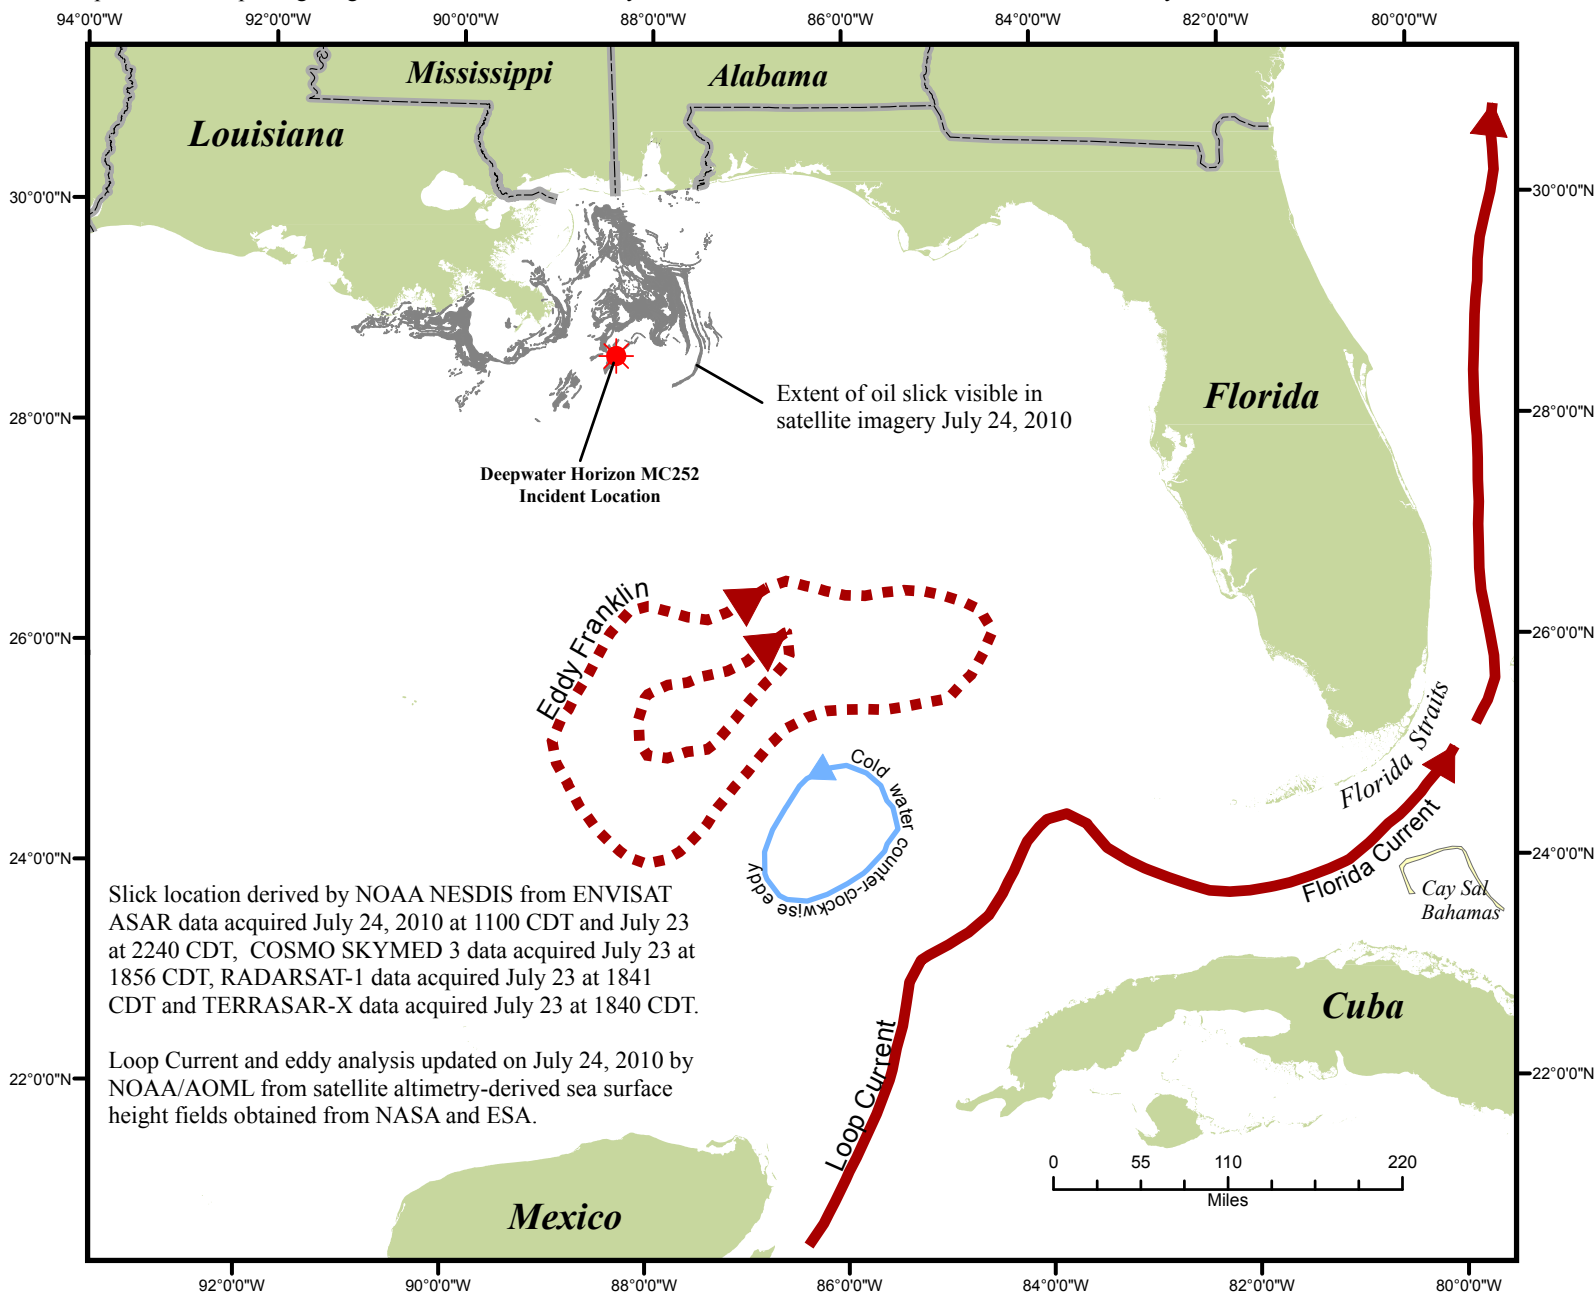 94°0'0"W 92°0'0"W 90°0'0"W 88°0'0"W 86°0'0"W 84°0'0"W 82°0'0"W 80°0'0"W
Mississippi
Alabama
Louisiana
30°0'0"N
30°0'0"N
Florida
Extent of oil slick visible in
satellite imagery July 24, 2010
28°0'0"N
28°0'0"N
Deepwater Horizon MC252
Incident Location
Eddy Franklin
26°0'0"N
26°0'0"N
Florida Straits
Cold water counter-clockwise eddy
Florida Current
24°0'0"N
24°0'0"N
Cay Sal
Bahamas
Slick location derived by NOAA NESDIS from ENVISAT
ASAR data acquired July 24, 2010 at 1100 CDT and July 23
at 2240 CDT, COSMO SKYMED 3 data acquired July 23 at
1856 CDT, RADARSAT-1 data acquired July 23 at 1841
CDT and TERRASAR-X data acquired July 23 at 1840 CDT.
Cuba
Loop Current
Loop Current and eddy analysis updated on July 24, 2010 by
NOAA/AOML from satellite altimetry-derived sea surface
height fields obtained from NASA and ESA.
22°0'0"N
22°0'0"N
0 55 110 220
Miles
Mexico
92°0'0"W 90°0'0"W 88°0'0"W 86°0'0"W 84°0'0"W 82°0'0"W 80°0'0"W